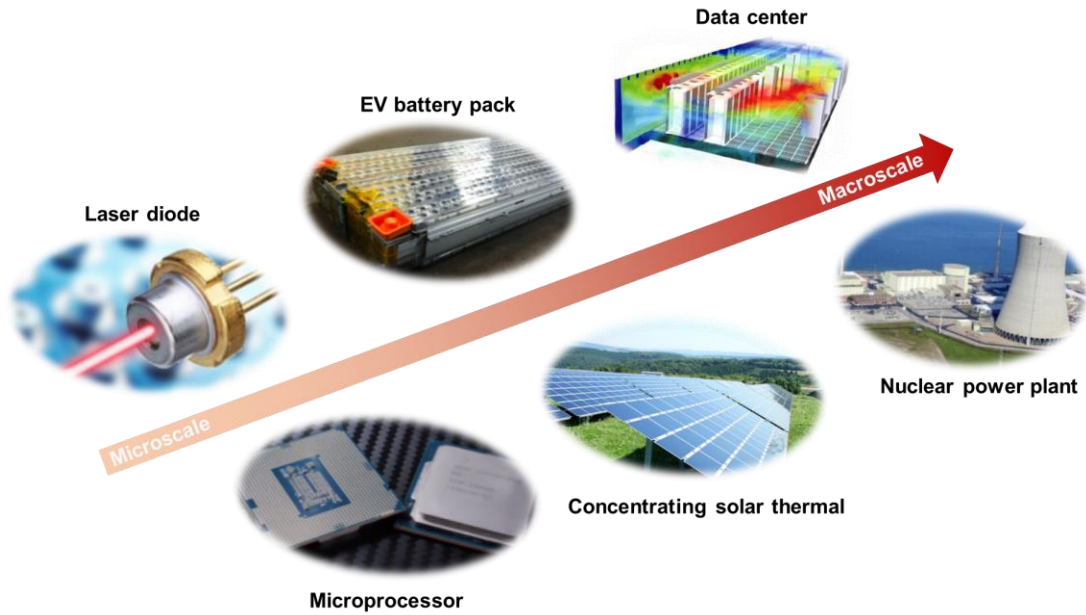 Data center
EV battery pack
Macroscale
Laser diode
Nuclear power plant
Microscale
Concentrating solar thermal
Microprocessor